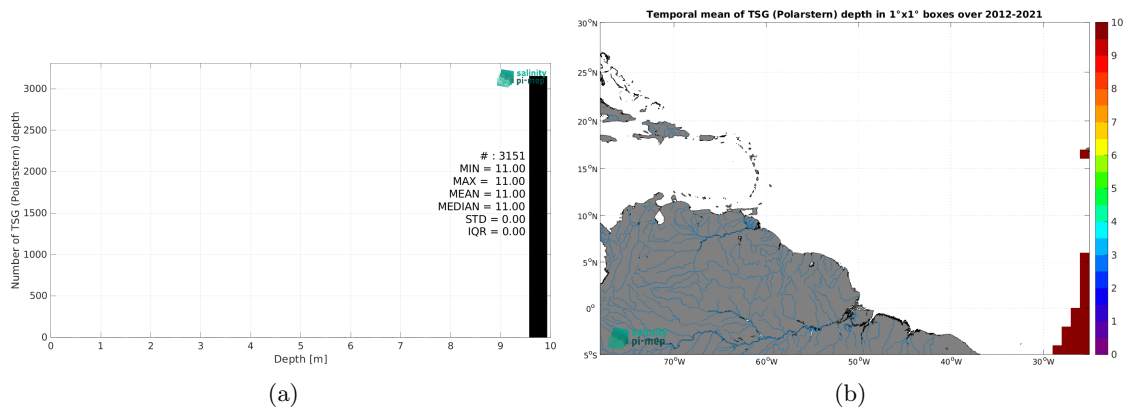 3000
2500
2000
1500
1000
500
0
Number of TSG (Polarstern) depth
salinity
pi-mep
# : 3151
MIN = 11.00
MAX = 11.00
MEAN = 11.00
MEDIAN = 11.00
STD = 0.00
IQR = 0.00
0 1 2 3 4 5 6 7 8 9 10
Depth [m]
(a)
Temporal mean of TSG (Polarstern) depth in 1°x1° boxes over 2012-2021
30°N
25°N
20°N
15°N
10°N
5°N
0°
5°S
70°W 60°W 50°W 40°W 30°W
salinity
pi-mep
10
9
8
7
6
5
4
3
2
1
0
(b)